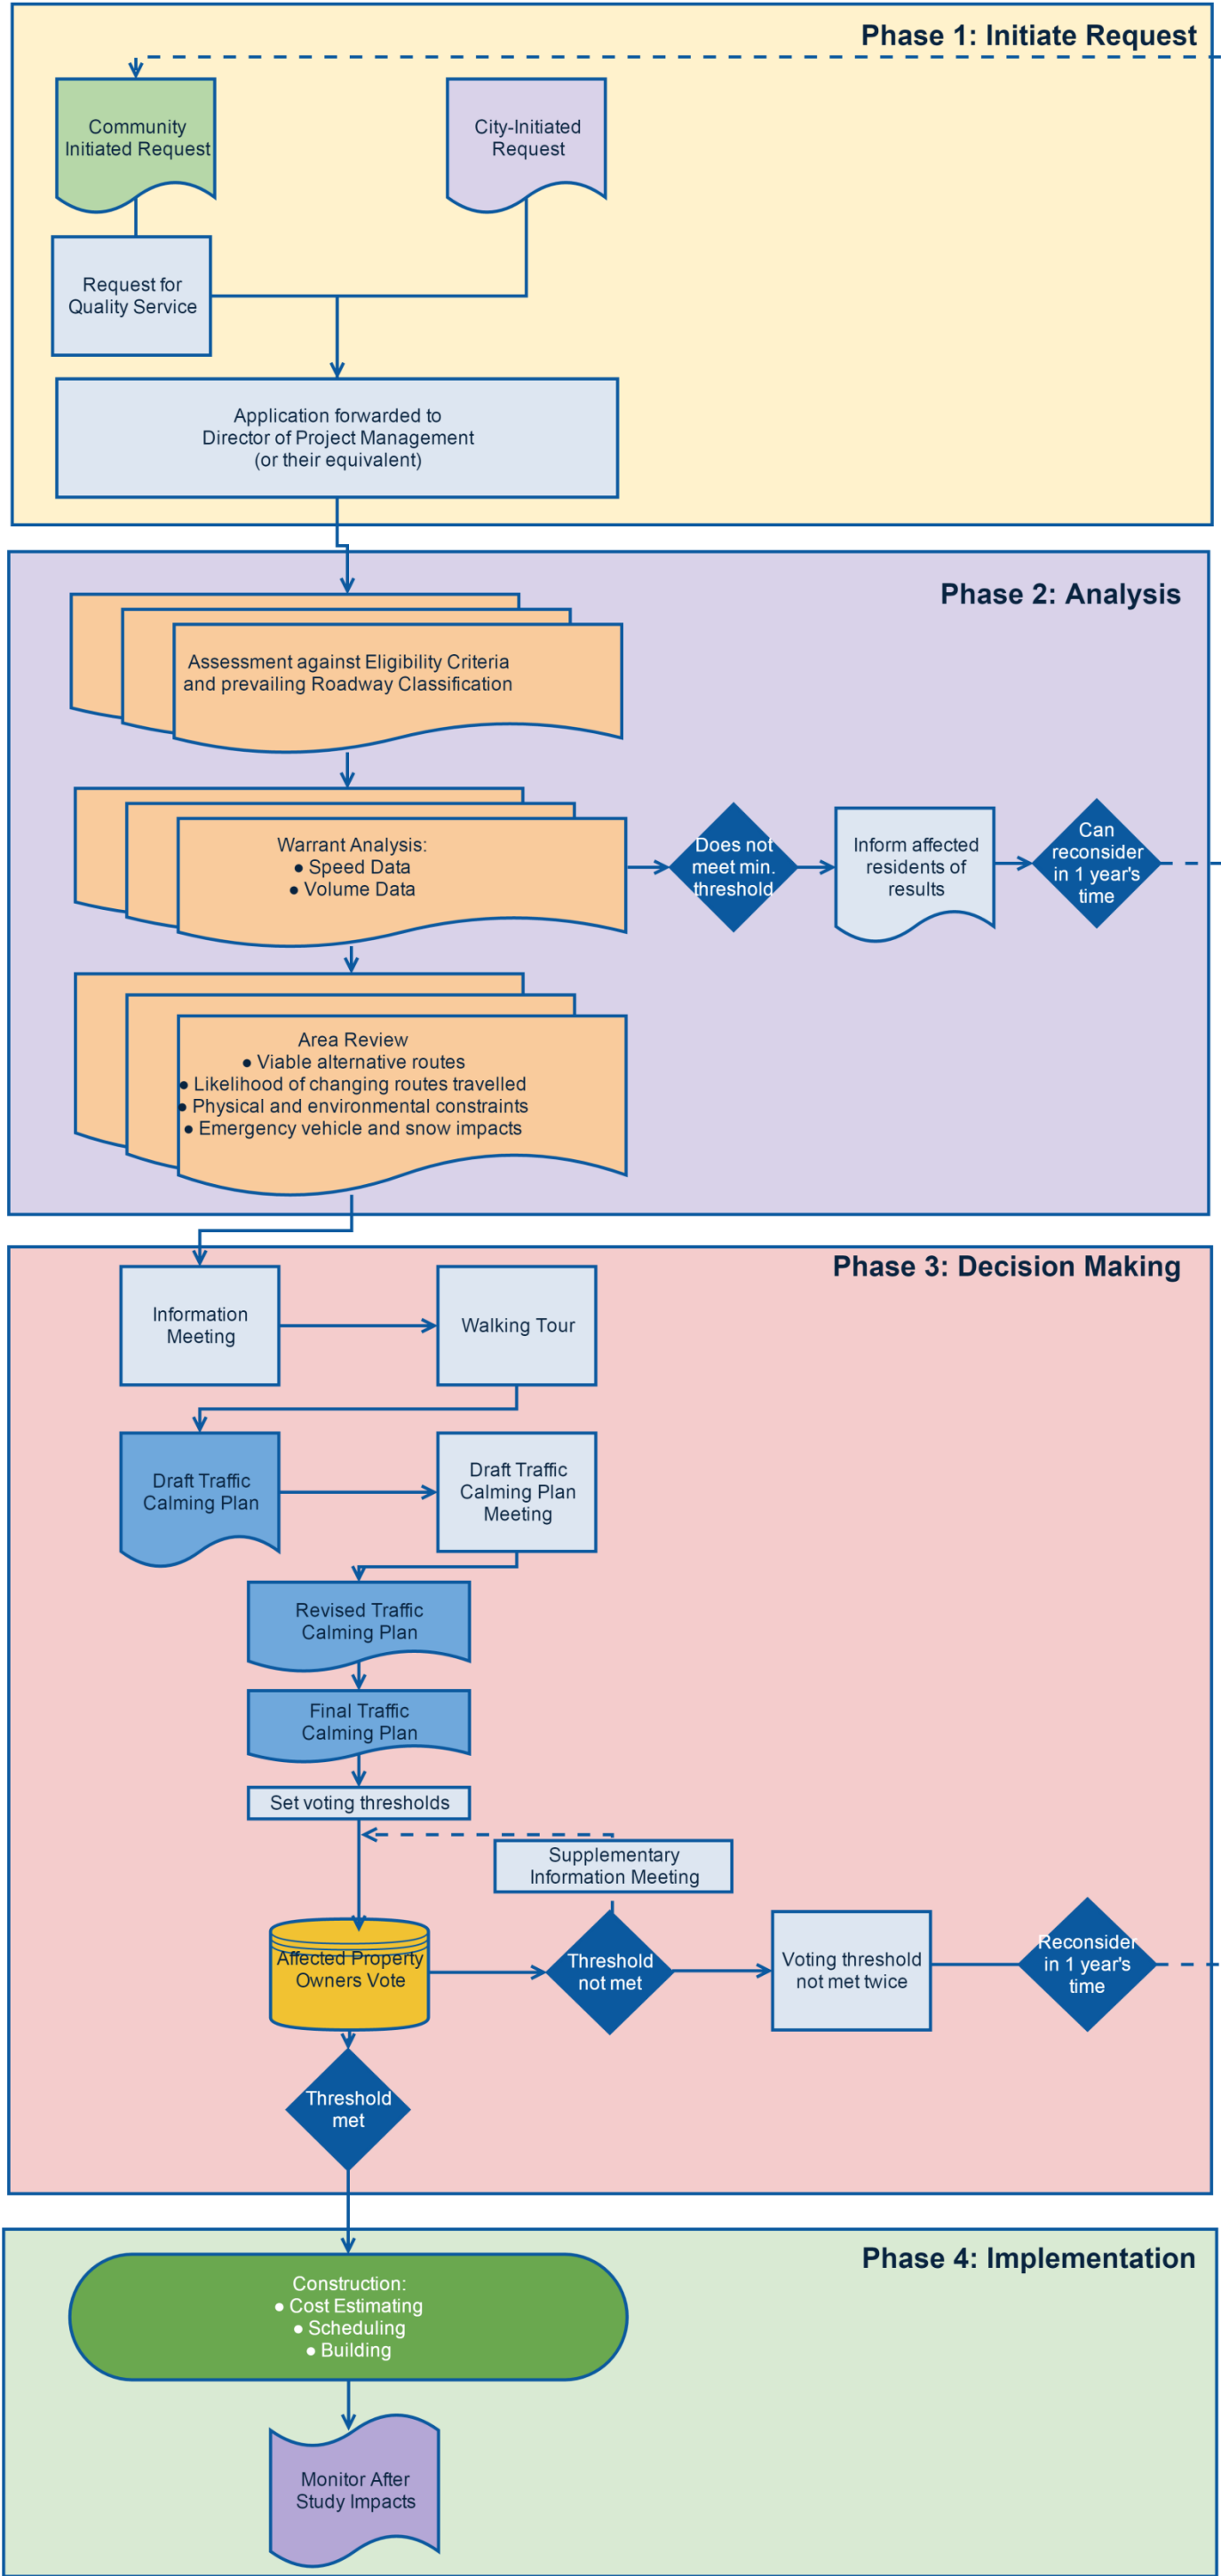 Phase 1: Initiate Request
Community
Initiated Request
City-Initiated
Request
Request for
Quality Service
Application forwarded to
Director of Project Management
(or their equivalent)
Phase 2: Analysis
Assessment against Eligibility Criteria
and prevailing Roadway Classification
Warrant Analysis:
● Speed Data
● Volume Data
Does not
meet min.
threshold
Inform affected
residents of
results
Can
reconsider
in 1 year's
time
Area Review
● Viable alternative routes
● Likelihood of changing routes travelled
● Physical and environmental constraints
● Emergency vehicle and snow impacts
Phase 3: Decision Making
Information
Meeting
Walking Tour
Draft Traffic
Calming Plan
Draft Traffic
Calming Plan
Meeting
Revised Traffic
Calming Plan
Final Traffic
Calming Plan
Set voting thresholds
Supplementary
Information Meeting
Affected Property
Owners Vote
Threshold
not met
Voting threshold
not met twice
Reconsider
in 1 year's
time
Threshold
met
Phase 4: Implementation
Construction:
● Cost Estimating
● Scheduling
● Building
Monitor After
Study Impacts